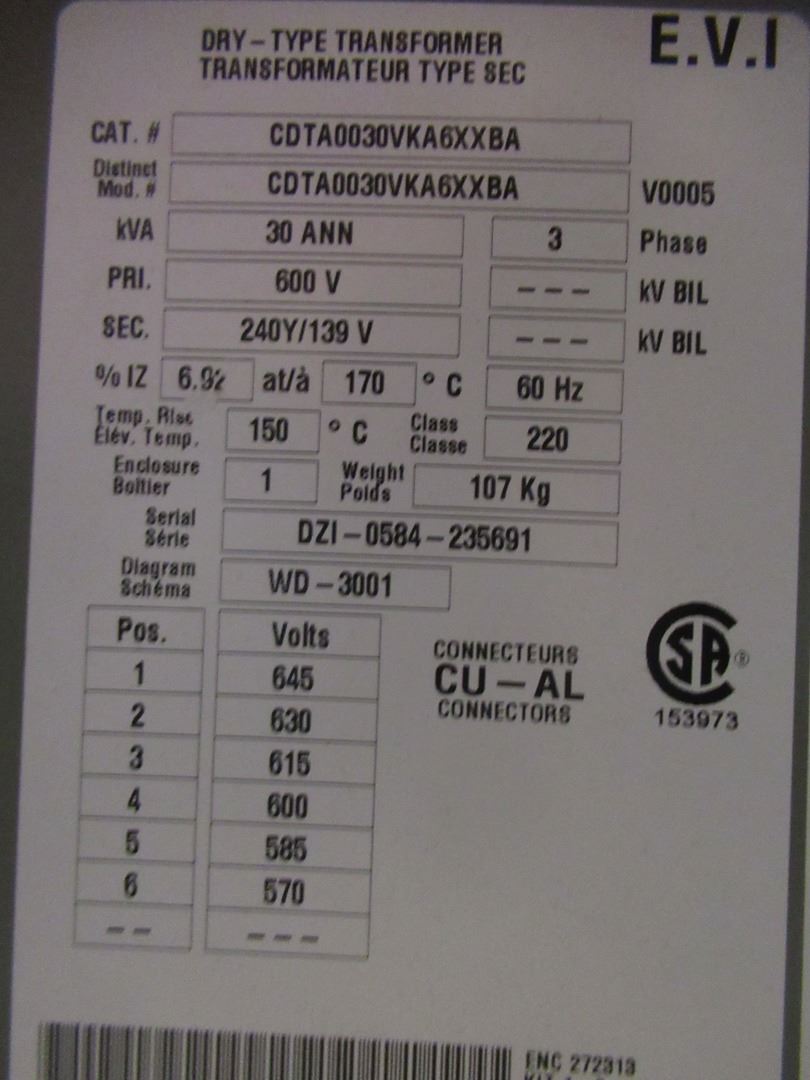 DRY – TYPE TRANSFORMER
TRANSFORMATEUR TYPE SEC
E.V.I
CAT. # CDTA0030VKA6XXBA
Distinct Mod. # CDTA0030VKA6XXBA V0005
kVA 30 ANN 3 Phase
PRI. 600 V – – – kV BIL
SEC. 240Y/139 V – – – kV BIL
% IZ 6.92 at/à 170 ° C 60 Hz
Temp. Rise Élév. Temp. 150 ° C Class Classe 220
Enclosure Boîtier 1 Weight Poids 107 Kg
Serial Série DZI – 0584 – 235691
Diagram Schéma WD – 3001
Pos. Volts
1 645
2 630
3 615
4 600
5 585
6 570
– – – – –
CONNECTEURS
CU – AL
CONNECTORS
SA ®
153973
ENC 272313